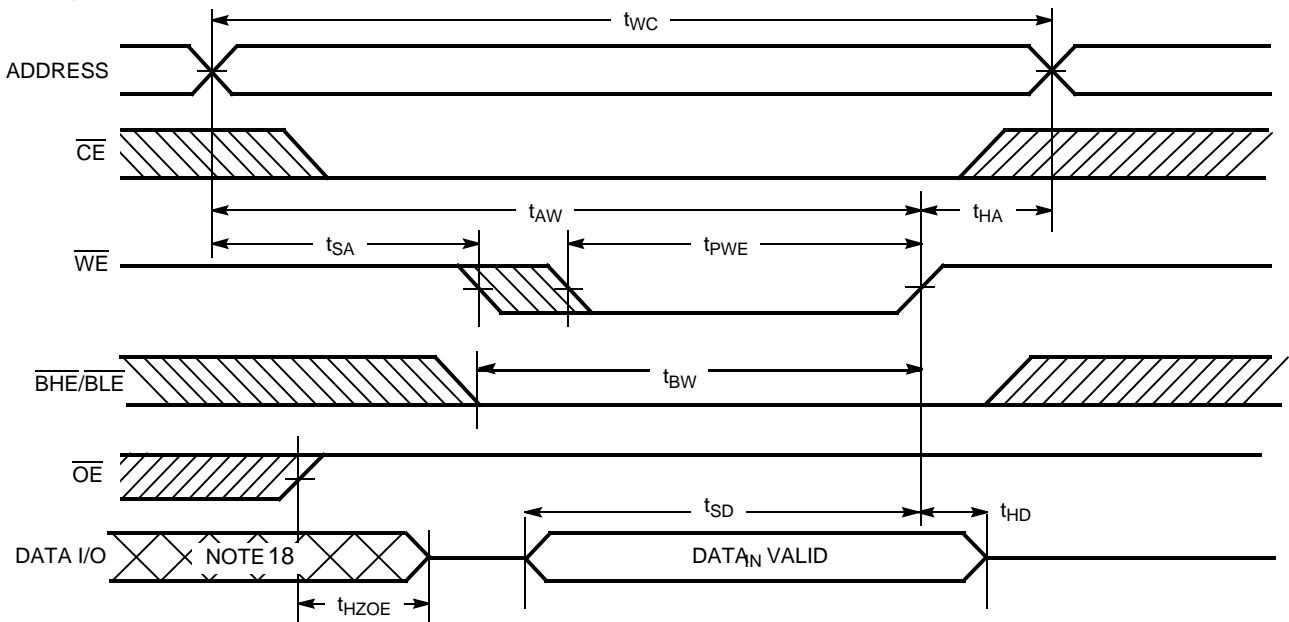 tWC
ADDRESS
CE
tAW
tHA
tSA
tPWE
WE
BHE/BLE
tBW
OE
tSD
tHD
DATA I/O
NOTE 18
DATAIN VALID
tHZOE